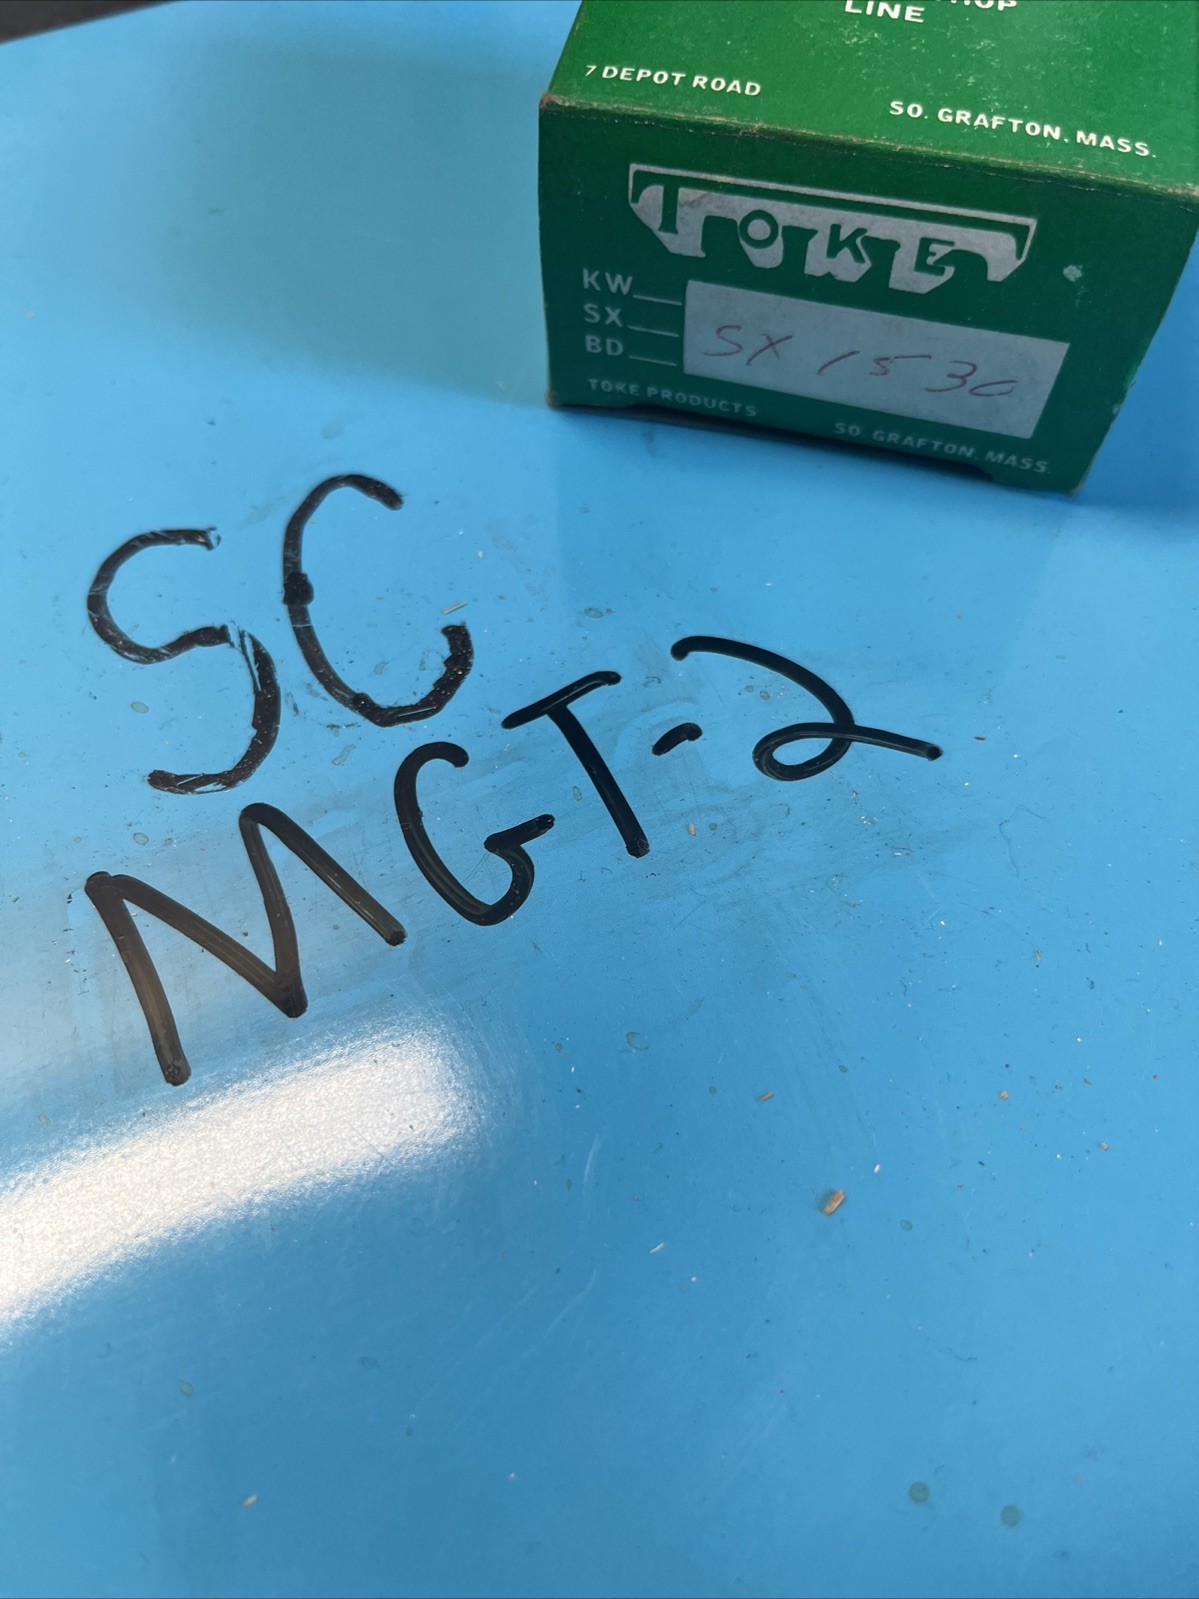 LINE
7 DEPOT ROAD
SO. GRAFTON, MASS.
TOKE
KW
SX
BD
SX 1530
TOKE PRODUCTS
SO. GRAFTON, MASS.
SC
MGT-2